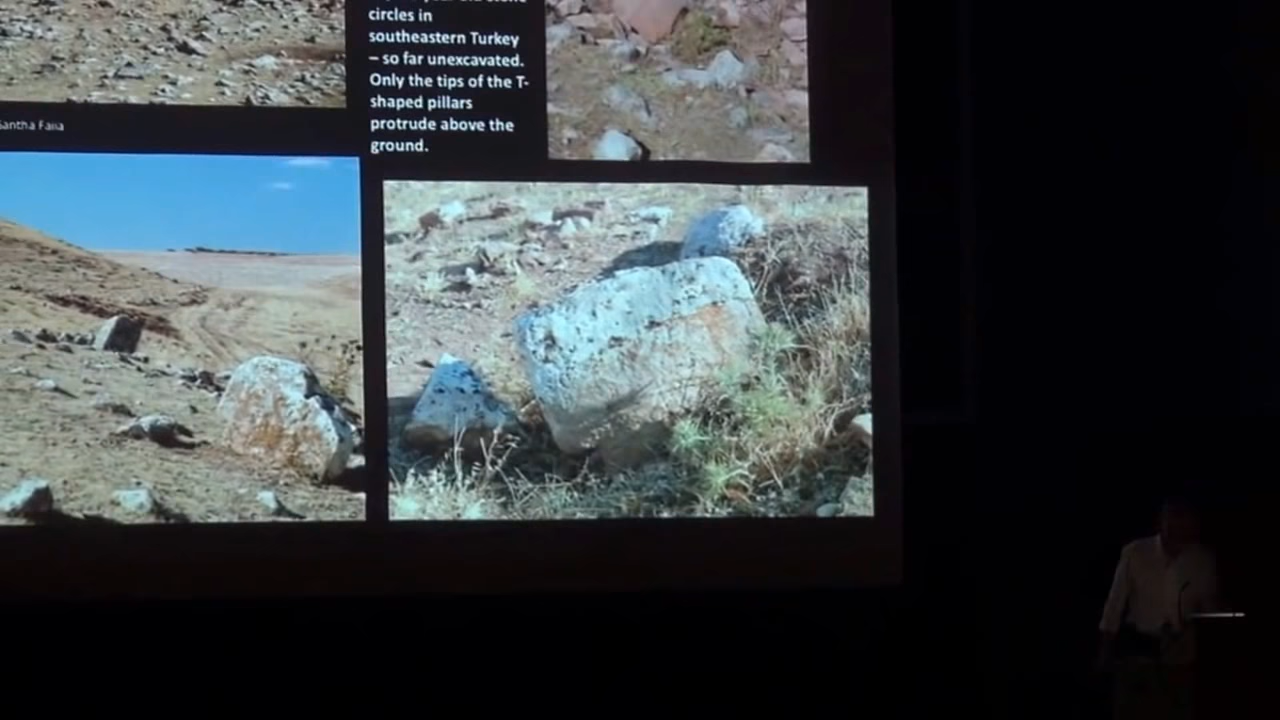 circles in
southeastern Turkey
– so far unexcavated.
Only the tips of the T-
shaped pillars
protrude above the
ground.
Santha Faiia